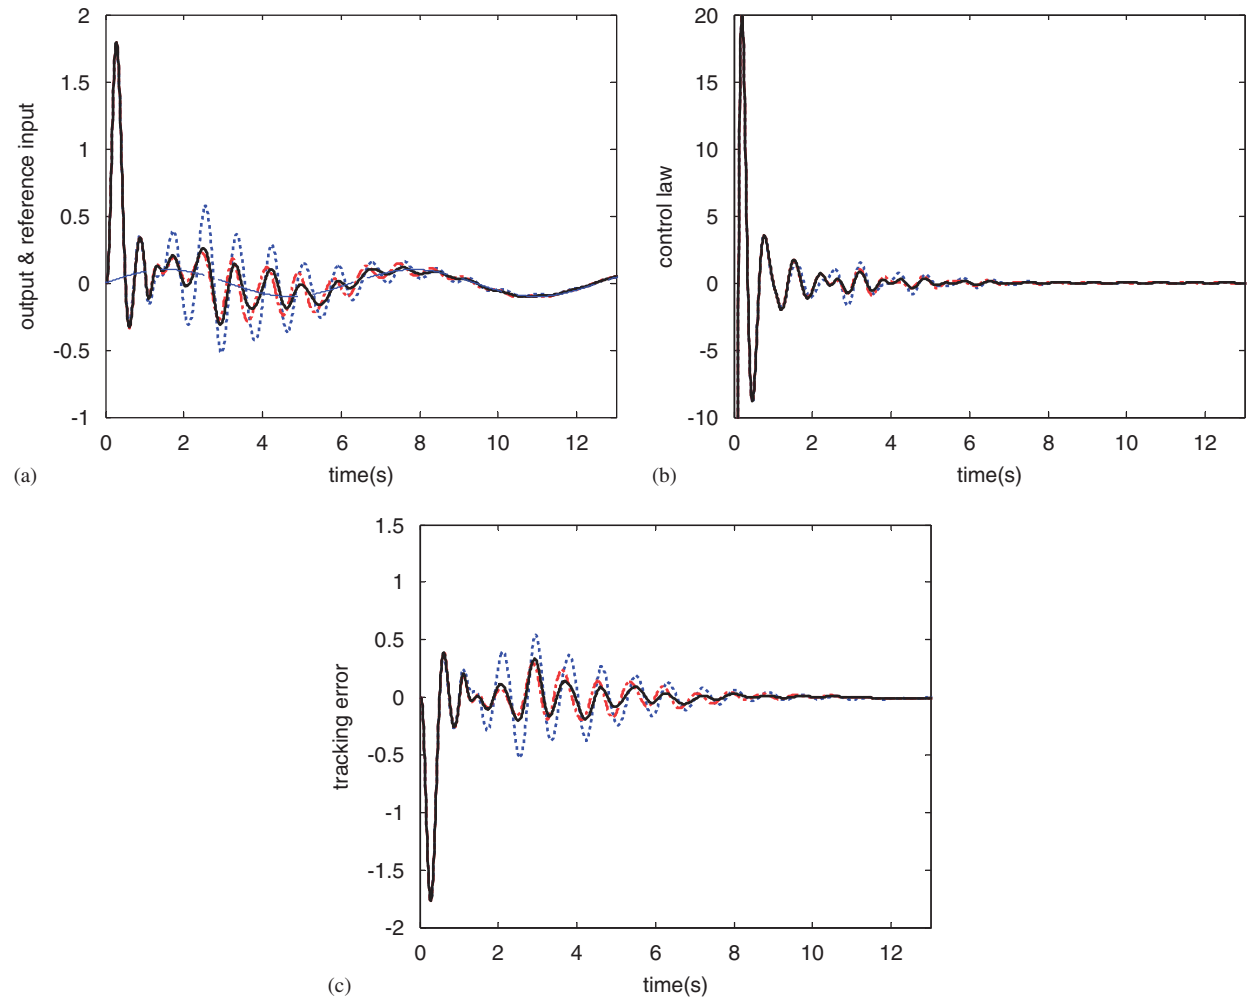 2
1.5
1
0.5
0
-0.5
-1
output & reference input
0 2 4 6 8 10 12
time(s)
(a)
20
15
10
5
0
-5
-10
control law
0 2 4 6 8 10 12
time(s)
(b)
1.5
1
0.5
0
-0.5
-1
-1.5
-2
tracking error
0 2 4 6 8 10 12
time(s)
(c)